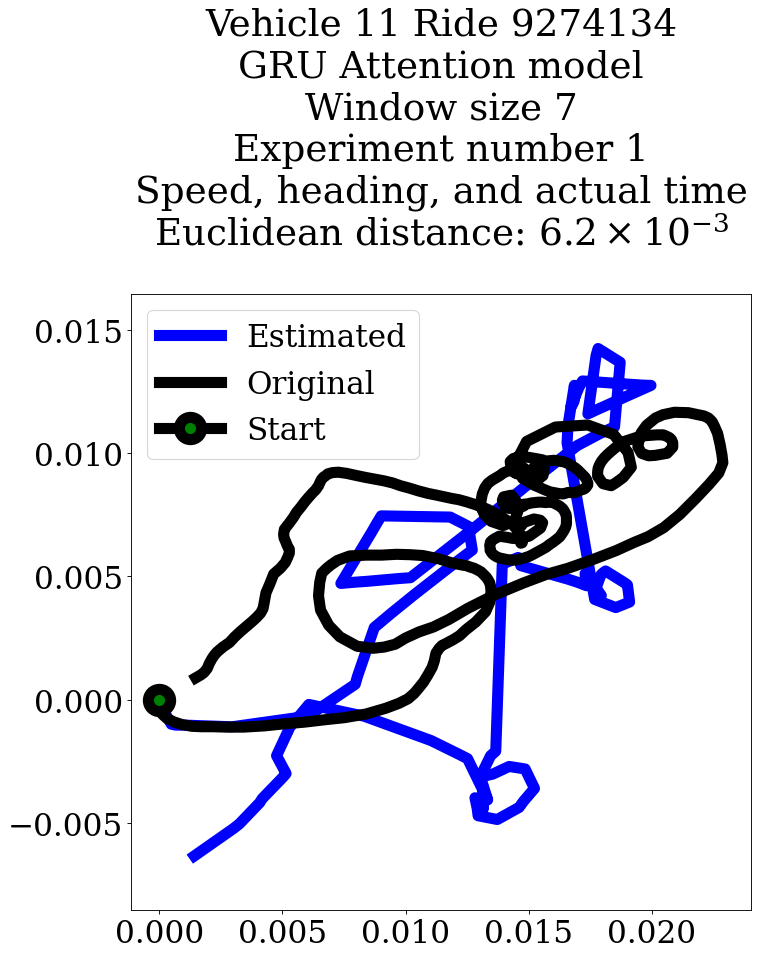 Vehicle 11 Ride 9274134
GRU Attention model
Window size 7
Experiment number 1
Speed, heading, and actual time
Euclidean distance: 6.2 × 10⁻³
Estimated
Original
Start
0.015
0.010
0.005
0.000
−0.005
0.000 0.005 0.010 0.015 0.020